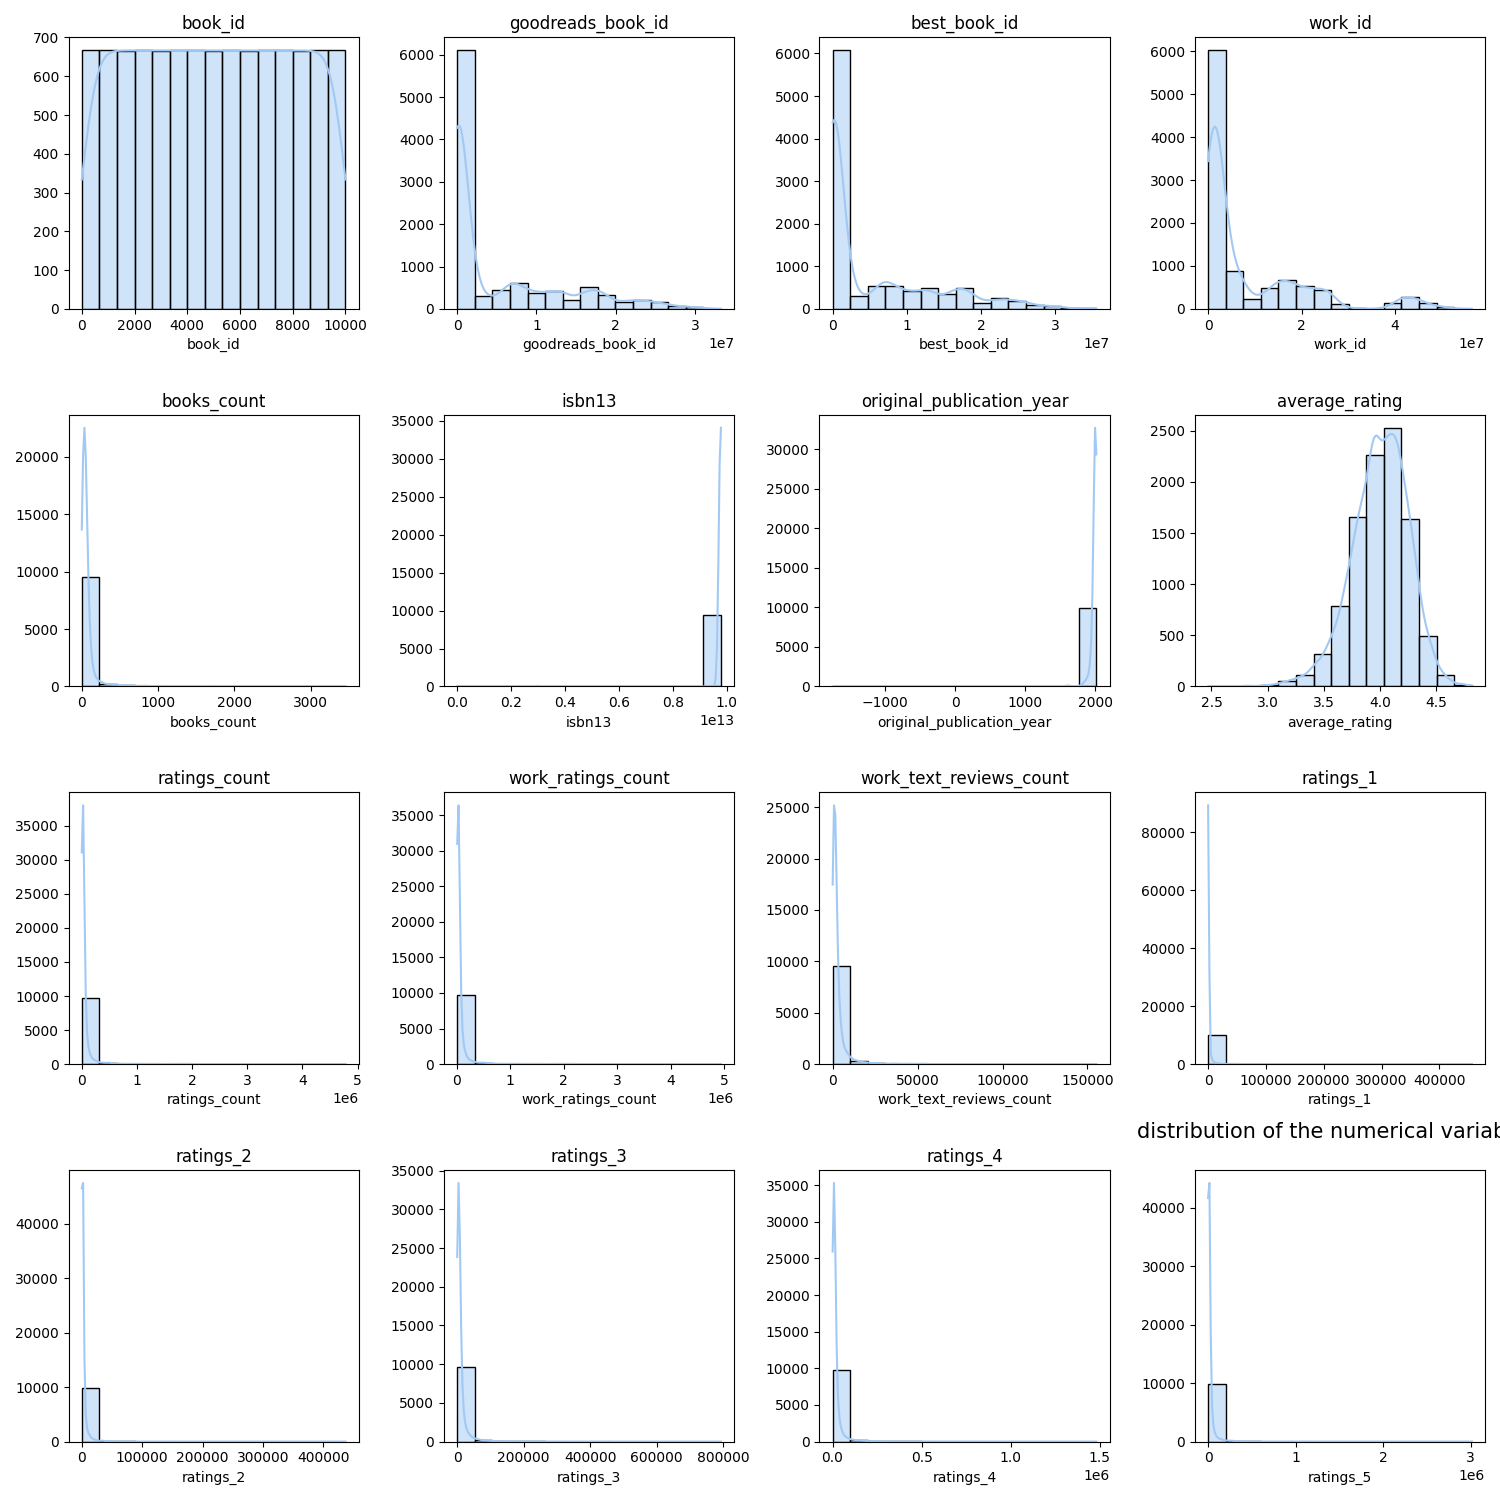 book_id
goodreads_book_id
best_book_id
work_id
700
600
500
400
300
200
100
0
0 2000 4000 6000 8000 10000
book_id
6000
5000
4000
3000
2000
1000
0
0 1 2 3
1e7
goodreads_book_id
6000
5000
4000
3000
2000
1000
0
0 1 2 3
1e7
best_book_id
6000
5000
4000
3000
2000
1000
0
0 2 4
1e7
work_id
books_count
isbn13
original_publication_year
average_rating
20000
15000
10000
5000
0
0 1000 2000 3000
books_count
35000
30000
25000
20000
15000
10000
5000
0
0.0 0.2 0.4 0.6 0.8 1.0
1e13
isbn13
30000
25000
20000
15000
10000
5000
0
−1000 0 1000 2000
original_publication_year
2500
2000
1500
1000
500
0
2.5 3.0 3.5 4.0 4.5
average_rating
ratings_count
work_ratings_count
work_text_reviews_count
ratings_1
35000
30000
25000
20000
15000
10000
5000
0
0 1 2 3 4 5
1e6
ratings_count
35000
30000
25000
20000
15000
10000
5000
0
0 1 2 3 4 5
1e6
work_ratings_count
25000
20000
15000
10000
5000
0
0 50000 100000 150000
work_text_reviews_count
80000
60000
40000
20000
0
0 100000 200000 300000 400000
ratings_1
distribution of the numerical variab
ratings_2
ratings_3
ratings_4
40000
30000
20000
10000
0
0 100000 200000 300000 400000
ratings_2
35000
30000
25000
20000
15000
10000
5000
0
0 200000 400000 600000 800000
ratings_3
35000
30000
25000
20000
15000
10000
5000
0
0.0 0.5 1.0 1.5
1e6
ratings_4
40000
30000
20000
10000
0
0 1 2 3
1e6
ratings_5